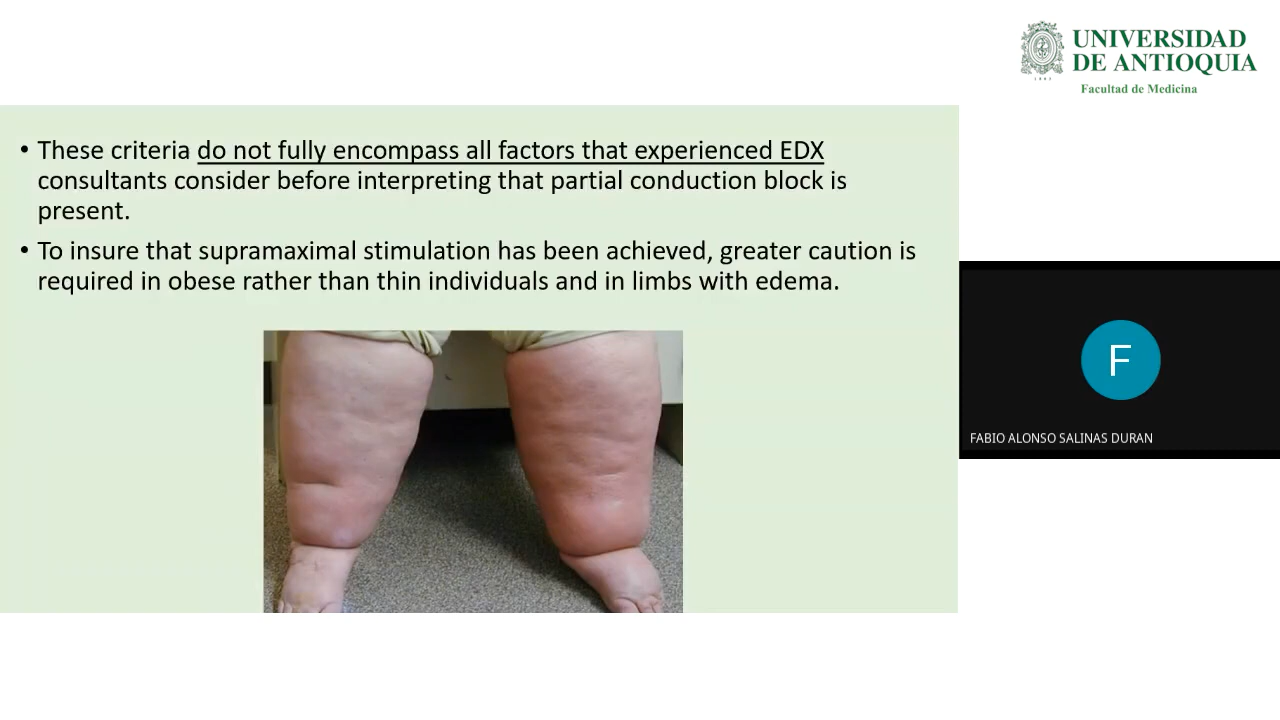 UNIVERSIDAD
DE ANTIOQUIA
1803
Facultad de Medicina
• These criteria do not fully encompass all factors that experienced EDX
consultants consider before interpreting that partial conduction block is
present.
• To insure that supramaximal stimulation has been achieved, greater caution is
required in obese rather than thin individuals and in limbs with edema.
F
FABIO ALONSO SALINAS DURAN